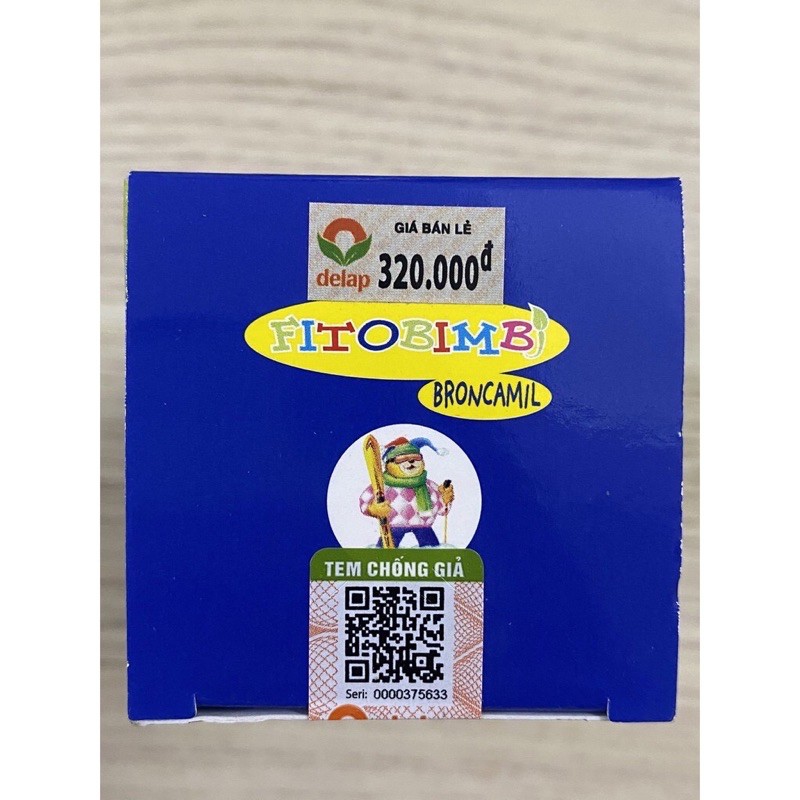 GIÁ BÁN LẺ
delap 320.000đ
FITOBIMBI
BRONCAMIL
TEM CHỐNG GIẢ
Seri: 0000375633